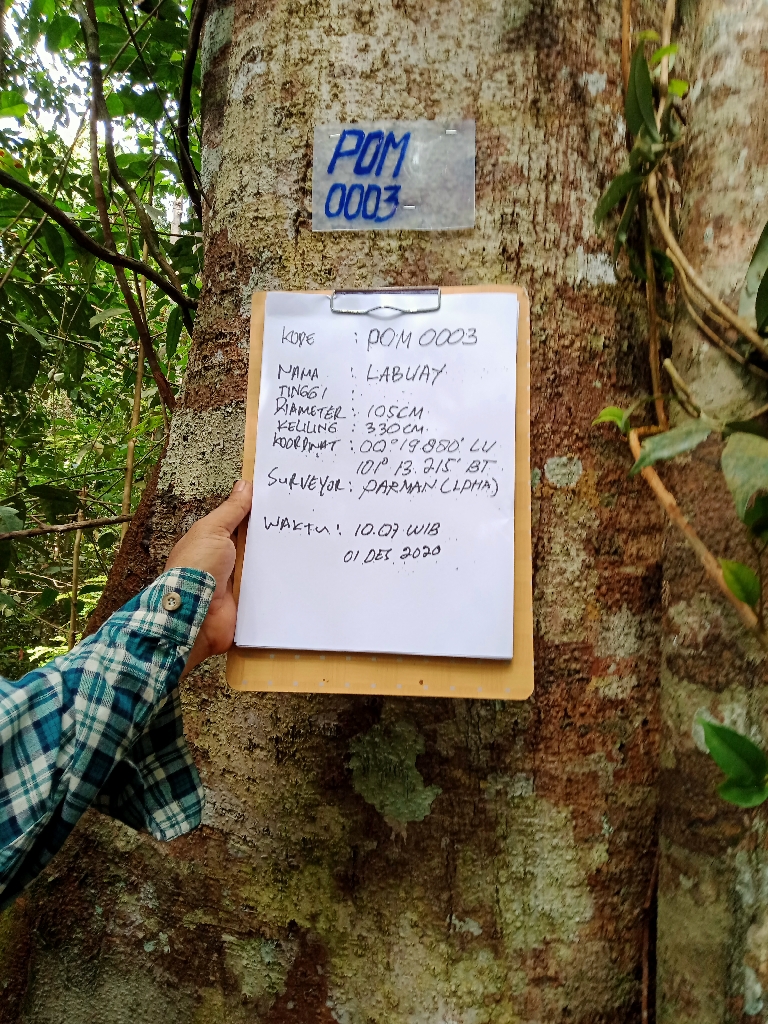 POM
0003
KODE : POM 0003
NAMA : LABUAY
TINGGI :
DIAMETER : 105CM
KELILING : 330CM
KOORDINAT : 00° 19.880' LU
101° 13.215' BT
SURVEYOR : PARMAN (LPHA)
WAKTU : 10.07 WIB
01 DES 2020